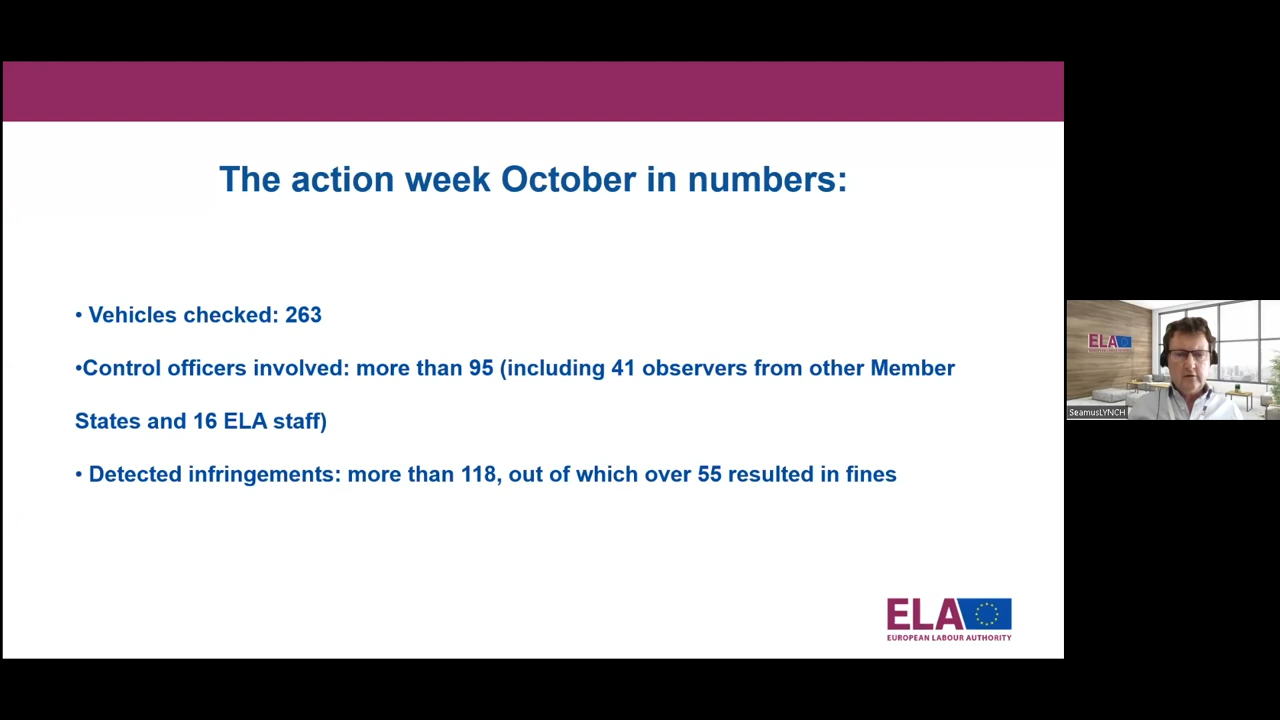 The action week October in numbers:
• Vehicles checked: 263
•Control officers involved: more than 95 (including 41 observers from other Member
States and 16 ELA staff)
• Detected infringements: more than 118, out of which over 55 resulted in fines
ELA
EUROPEAN LABOUR AUTHORITY
ELA
SeamusLYNCH